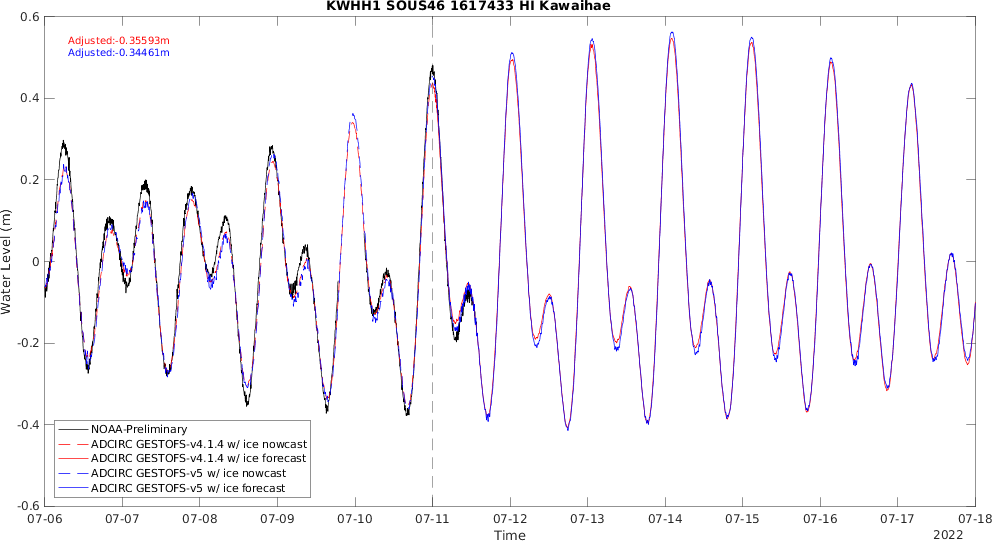 KWHH1 SOUS46 1617433 HI Kawaihae
0.6
Adjusted:-0.35593m
Adjusted:-0.34461m
0.4
0.2
0
-0.2
-0.4
-0.6
Water Level (m)
NOAA-Preliminary
ADCIRC GESTOFS-v4.1.4 w/ ice nowcast
ADCIRC GESTOFS-v4.1.4 w/ ice forecast
ADCIRC GESTOFS-v5 w/ ice nowcast
ADCIRC GESTOFS-v5 w/ ice forecast
07-06 07-07 07-08 07-09 07-10 07-11 07-12 07-13 07-14 07-15 07-16 07-17 07-18
Time
2022